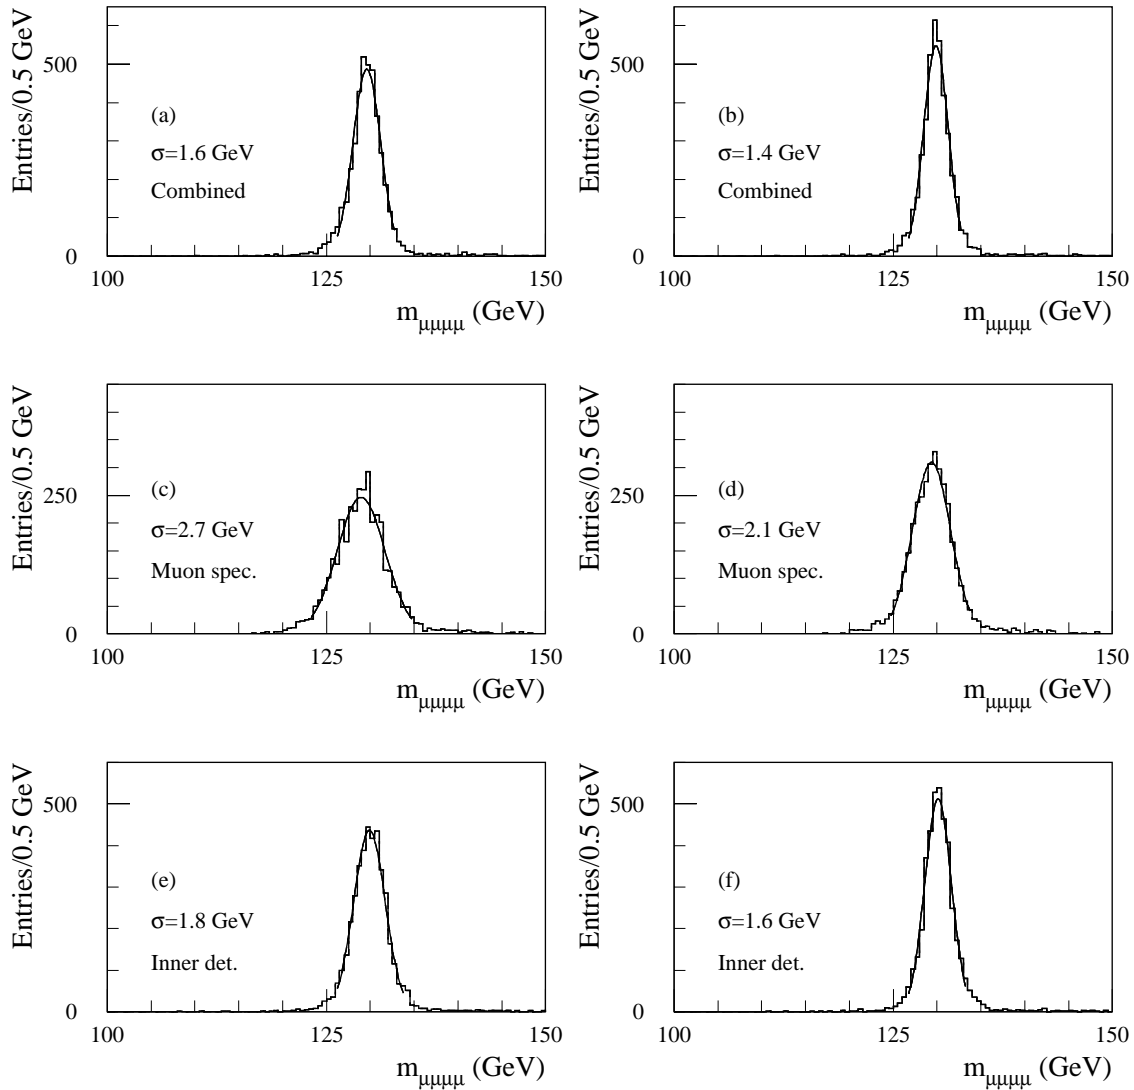 Entries/0.5 GeV
500
0
(a)
σ=1.6 GeV
Combined
100
125
150
m_μμμμ (GeV)
Entries/0.5 GeV
500
0
(b)
σ=1.4 GeV
Combined
100
125
150
m_μμμμ (GeV)
Entries/0.5 GeV
250
0
(c)
σ=2.7 GeV
Muon spec.
100
125
150
m_μμμμ (GeV)
Entries/0.5 GeV
250
0
(d)
σ=2.1 GeV
Muon spec.
100
125
150
m_μμμμ (GeV)
Entries/0.5 GeV
500
0
(e)
σ=1.8 GeV
Inner det.
100
125
150
m_μμμμ (GeV)
Entries/0.5 GeV
500
0
(f)
σ=1.6 GeV
Inner det.
100
125
150
m_μμμμ (GeV)